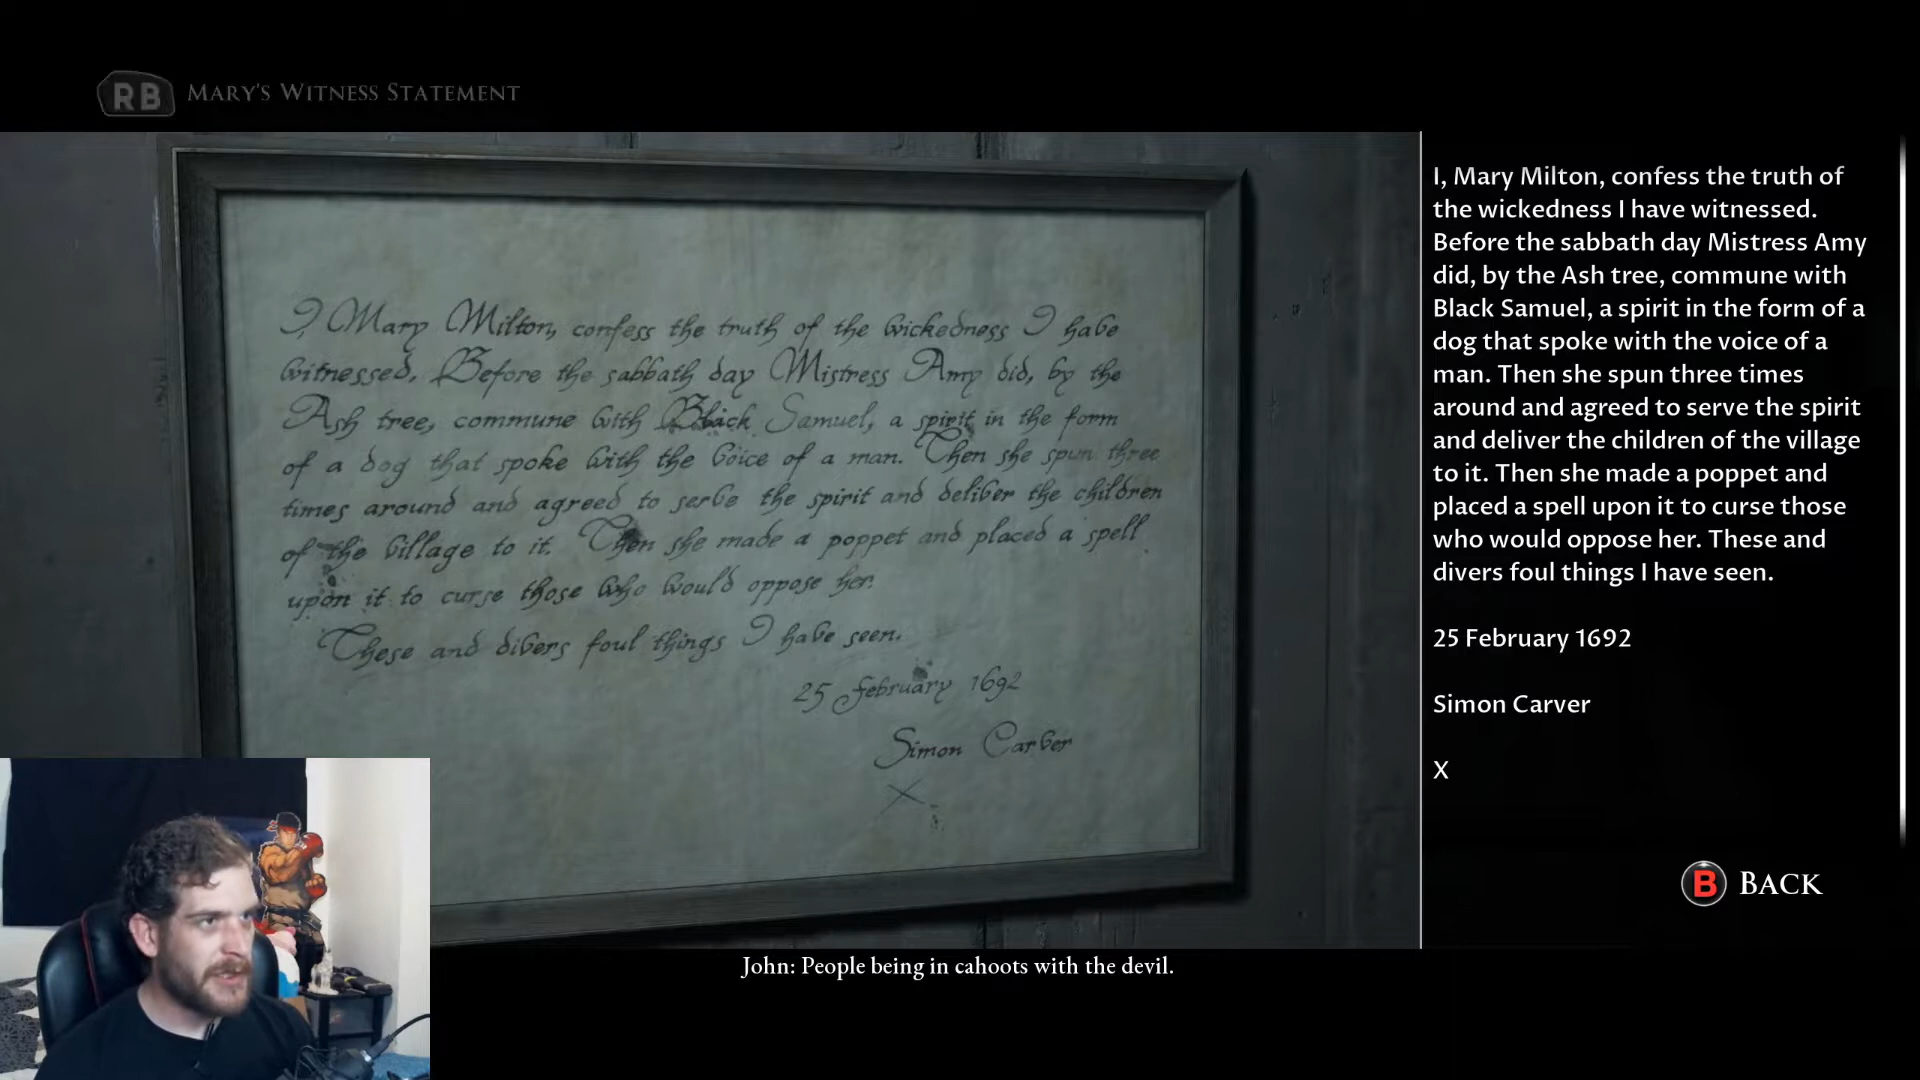 RB MARY'S WITNESS STATEMENT
I, Mary Milton, confess the truth of the wickedness I have
witnessed. Before the sabbath day Mistress Amy did, by the
Ash tree, commune with Black Samuel, a spirit in the form
of a dog that spoke with the voice of a man. Then she spun three
times around and agreed to serve the spirit and deliver the children
of the village to it. Then she made a poppet and placed a spell
upon it to curse those who would oppose her.
These and divers foul things I have seen.
25 February 1692
Simon Carver
X
I, Mary Milton, confess the truth of
the wickedness I have witnessed.
Before the sabbath day Mistress Amy
did, by the Ash tree, commune with
Black Samuel, a spirit in the form of a
dog that spoke with the voice of a
man. Then she spun three times
around and agreed to serve the spirit
and deliver the children of the village
to it. Then she made a poppet and
placed a spell upon it to curse those
who would oppose her. These and
divers foul things I have seen.
25 February 1692
Simon Carver
X
B BACK
John: People being in cahoots with the devil.